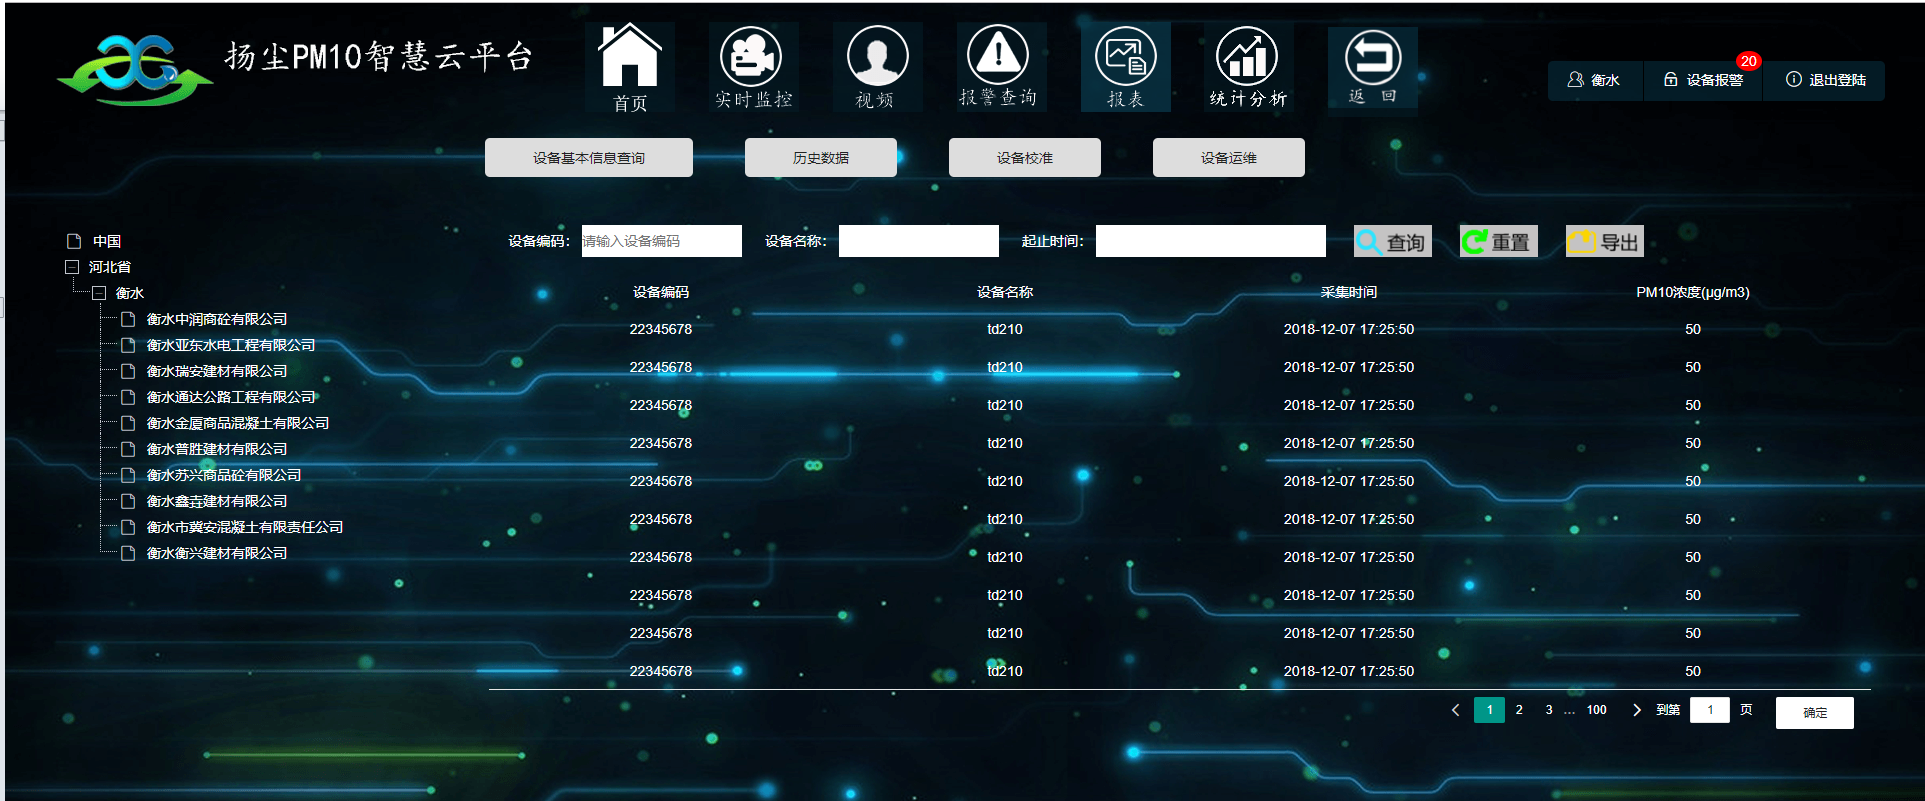 扬尘PM10智慧云平台
首页
实时监控
视频
报警查询
报表
统计分析
返 回
衡水
设备报警
20
退出登陆
设备基本信息查询
历史数据
设备校准
设备运维
中国
河北省
衡水
衡水中润商砼有限公司
衡水亚东水电工程有限公司
衡水瑞安建材有限公司
衡水通达公路工程有限公司
衡水金厦商品混凝土有限公司
衡水普胜建材有限公司
衡水苏兴商品砼有限公司
衡水鑫垚建材有限公司
衡水市冀安混凝土有限责任公司
衡水衡兴建材有限公司
设备编码： 请输入设备编码 设备名称： 起止时间： 查询 重置 导出
设备编码 设备名称 采集时间 PM10浓度(μg/m3)
22345678 td210 2018-12-07 17:25:50 50
22345678 td210 2018-12-07 17:25:50 50
22345678 td210 2018-12-07 17:25:50 50
22345678 td210 2018-12-07 17:25:50 50
22345678 td210 2018-12-07 17:25:50 50
22345678 td210 2018-12-07 17:25:50 50
22345678 td210 2018-12-07 17:25:50 50
22345678 td210 2018-12-07 17:25:50 50
22345678 td210 2018-12-07 17:25:50 50
22345678 td210 2018-12-07 17:25:50 50
1 2 3 … 100 到第 1 页 确定